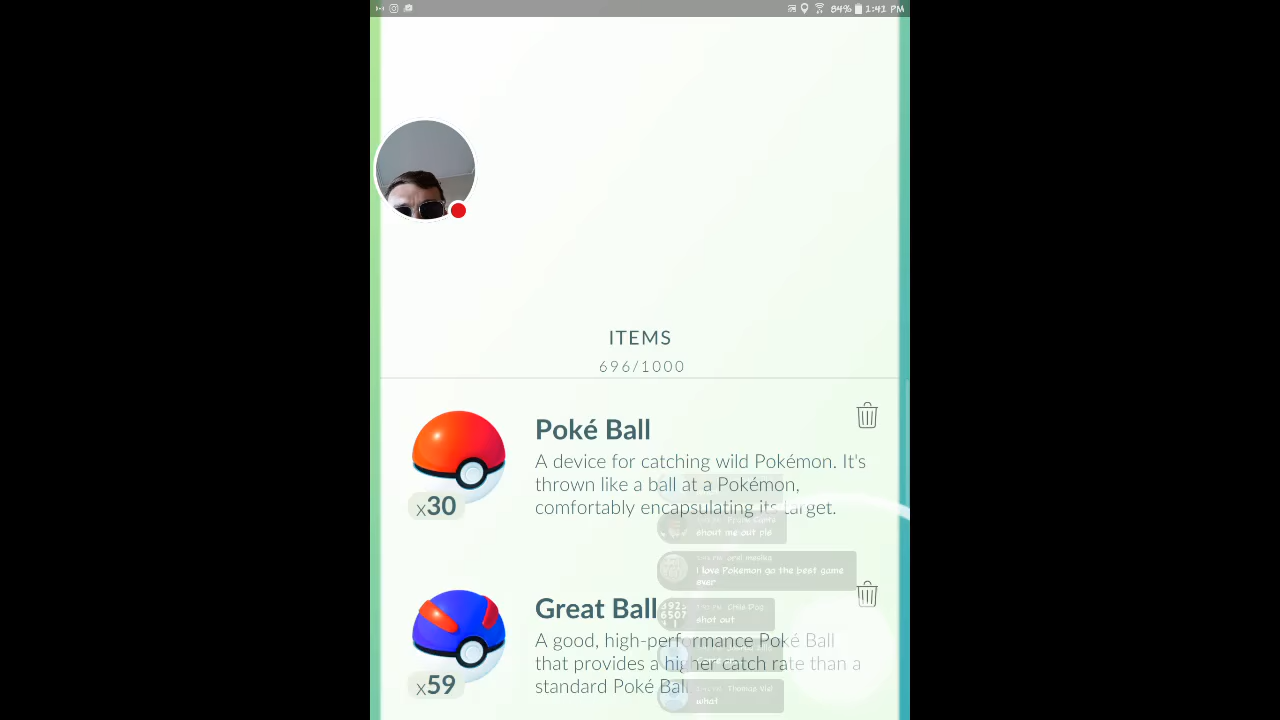 84% 1:41 PM
ITEMS
696/1000
Poké Ball
A device for catching wild Pokémon. It's
thrown like a ball at a Pokémon,
comfortably encapsulating its target.
x30
shout me out ple
I love Pokemon go the best game
ever
Great Ball
shot out
A good, high-performance Poké Ball
that provides a higher catch rate than a
standard Poké Ball.
x59
what